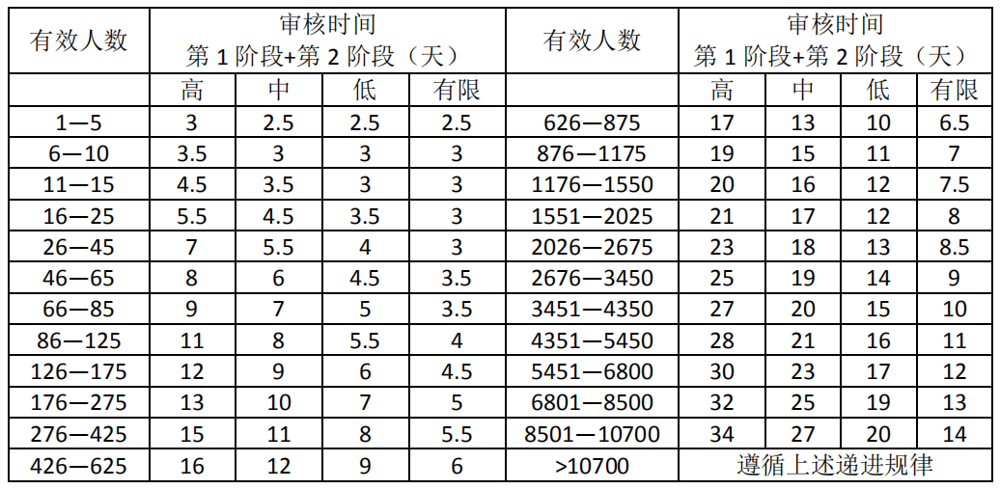 有效人数 审核时间 第1阶段+第2阶段（天） 有效人数 审核时间 第1阶段+第2阶段（天）
高 中 低 有限 高 中 低 有限
1—5 3 2.5 2.5 2.5 626—875 17 13 10 6.5
6—10 3.5 3 3 3 876—1175 19 15 11 7
11—15 4.5 3.5 3 3 1176—1550 20 16 12 7.5
16—25 5.5 4.5 3.5 3 1551—2025 21 17 12 8
26—45 7 5.5 4 3 2026—2675 23 18 13 8.5
46—65 8 6 4.5 3.5 2676—3450 25 19 14 9
66—85 9 7 5 3.5 3451—4350 27 20 15 10
86—125 11 8 5.5 4 4351—5450 28 21 16 11
126—175 12 9 6 4.5 5451—6800 30 23 17 12
176—275 13 10 7 5 6801—8500 32 25 19 13
276—425 15 11 8 5.5 8501—10700 34 27 20 14
426—625 16 12 9 6 >10700 遵循上述递进规律